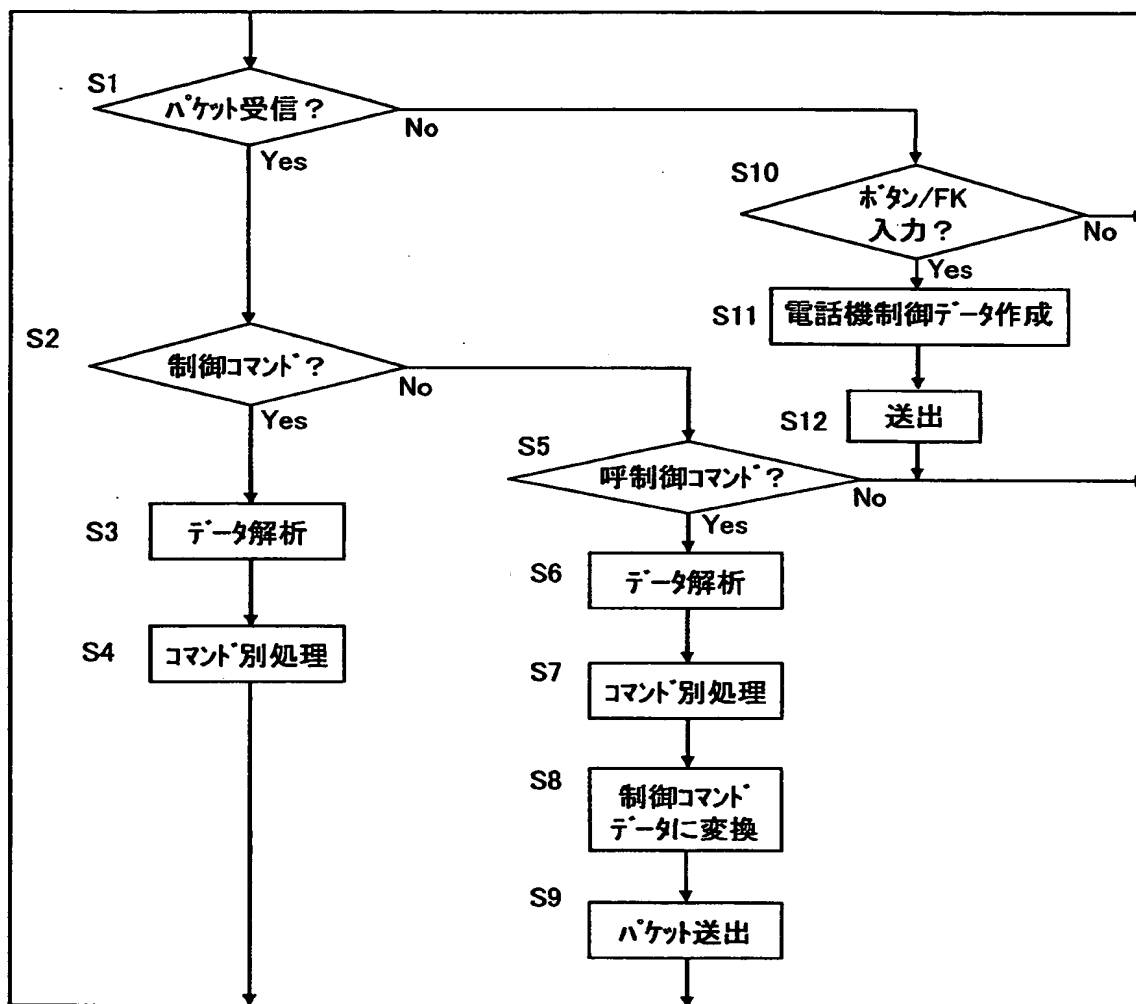 S1
パケット受信?
No
Yes
S10
ボタン/FK
入力?
No
Yes
S11
電話機制御データ作成
S2
制御コマンド?
No
Yes
S12
送出
S5
呼制御コマンド?
No
Yes
S3
データ解析
S6
データ解析
S4
コマンド別処理
S7
コマンド別処理
S8
制御コマンド
データに変換
S9
パケット送出